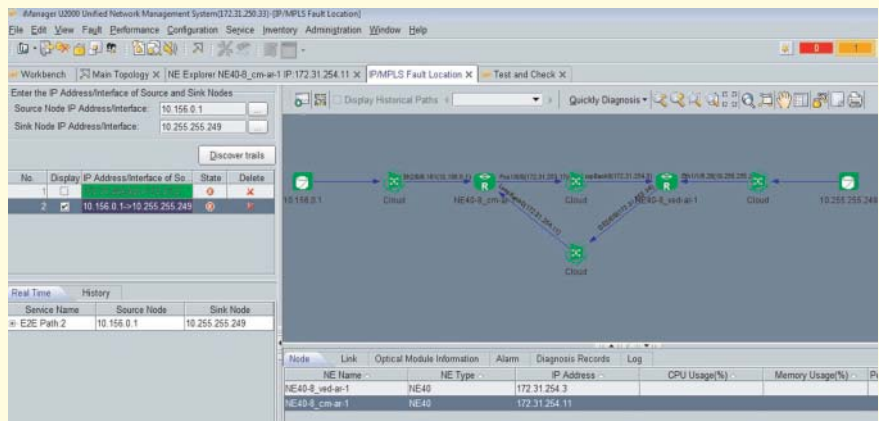 iManager U2000 Unified Network Management System(172.31.250.33)-[IP/MPLS Fault Location]
File Edit View Fault Performance Configuration Service Inventory Administration Window Help
0 1
Workbench Main Topology NE Explorer NE40-8_cm-ar-1 IP:172.31.254.11 IP/MPLS Fault Location Test and Check
Enter the IP Address/Interface of Source and Sink Nodes
Source Node IP Address/Interface: 10.156.0.1 ...
Sink Node IP Address/Interface: 10.255.255.249 ...
Discover trails
Display Historical Paths Quickly Diagnosis
No. Display IP Address/Interface of So... State Delete
1
2 10.156.0.1->10.255.255.249
10.156.0.1 Cloud NE40-8_cm-ar Cloud NE40-8_ved-ar-1 Cloud 10.255.255.249
Cloud
Real Time History
Service Name Source Node Sink Node
E2E Path:2 10.156.0.1 10.255.255.249
Node Link Optical Module Information Alarm Diagnosis Records Log
NE Name NE Type IP Address CPU Usage(%) Memory Usage(%)
NE40-8_ved-ar-1 NE40 172.31.254.3
NE40-8_cm-ar-1 NE40 172.31.254.11